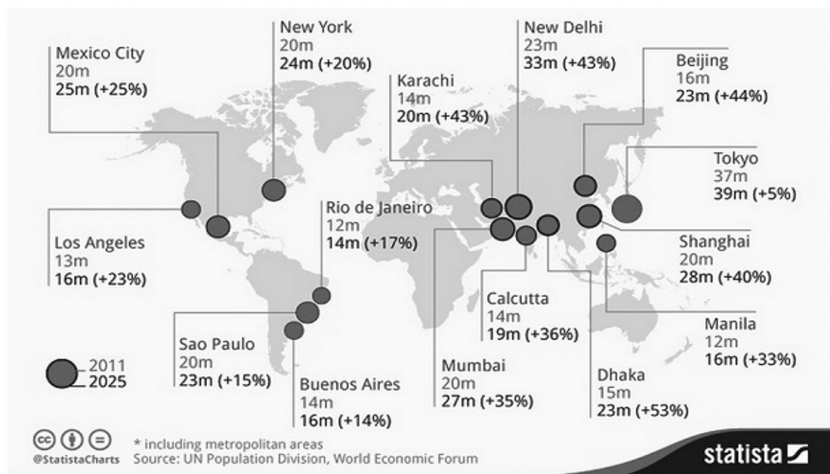 New York
20m
24m (+20%)
New Delhi
23m
33m (+43%)
Mexico City
20m
25m (+25%)
Beijing
16m
23m (+44%)
Karachi
14m
20m (+43%)
Tokyo
37m
39m (+5%)
Rio de Janeiro
12m
14m (+17%)
Los Angeles
13m
16m (+23%)
Shanghai
20m
28m (+40%)
Calcutta
14m
19m (+36%)
Manila
12m
16m (+33%)
Sao Paulo
20m
23m (+15%)
Mumbai
20m
27m (+35%)
Dhaka
15m
23m (+53%)
Buenos Aires
14m
16m (+14%)
2011
2025
cc
@StatistaCharts
* including metropolitan areas
Source: UN Population Division, World Economic Forum
statista